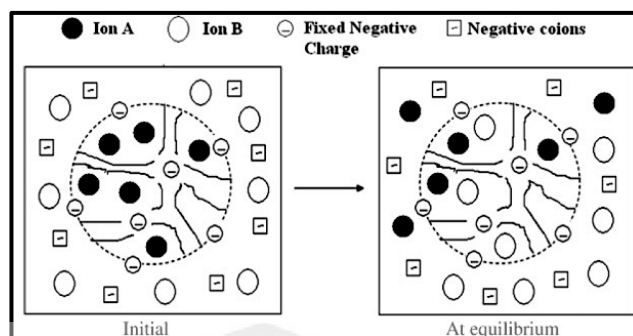 Ion A Ion B Fixed Negative Charge Negative coions
Initial At equilibrium